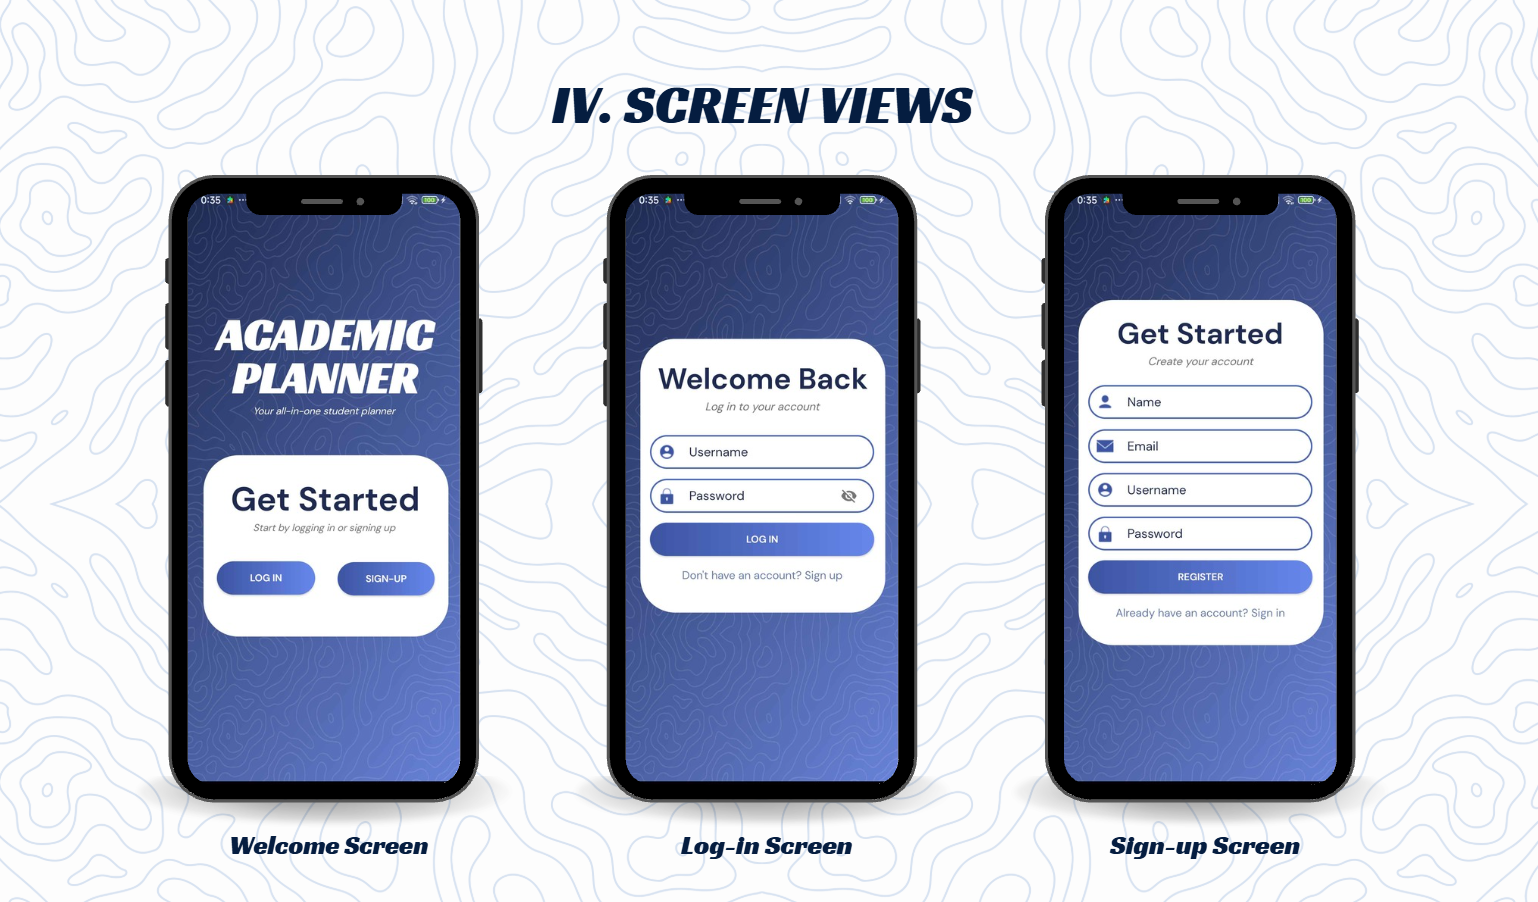 IV. SCREEN VIEWS
0:35
100
ACADEMIC
PLANNER
Your all-in-one student planner
Get Started
Start by logging in or signing up
LOG IN
SIGN-UP
Welcome Screen
0:35
100
Welcome Back
Log in to your account
Username
Password
LOG IN
Don't have an account? Sign up
Log-in Screen
0:35
100
Get Started
Create your account
Name
Email
Username
Password
REGISTER
Already have an account? Sign in
Sign-up Screen